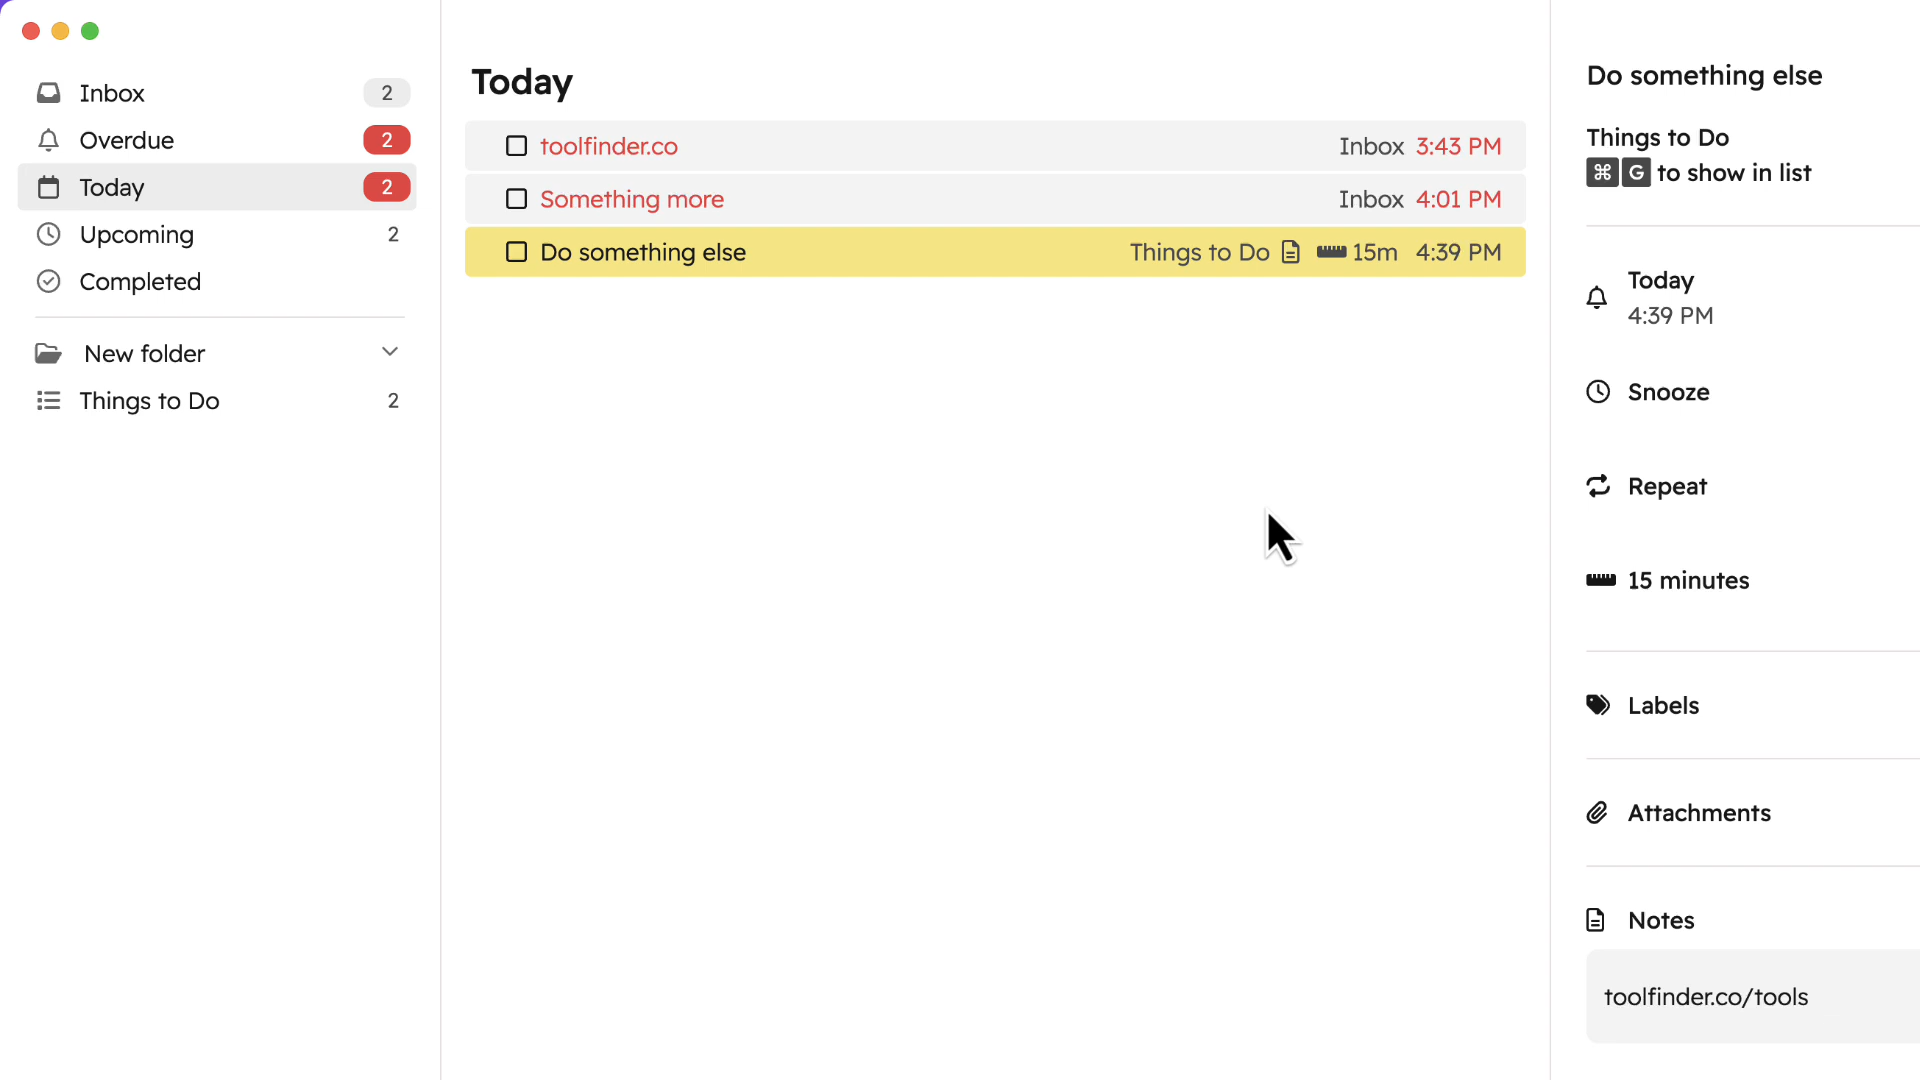 Inbox 2
Overdue 2
Today 2
Upcoming 2
Completed
New folder
Things to Do 2
Today
toolfinder.co Inbox 3:43 PM
Something more Inbox 4:01 PM
Do something else Things to Do 15m 4:39 PM
Do something else
Things to Do
⌘ G to show in list
Today
4:39 PM
Snooze
Repeat
15 minutes
Labels
Attachments
Notes
toolfinder.co/tools